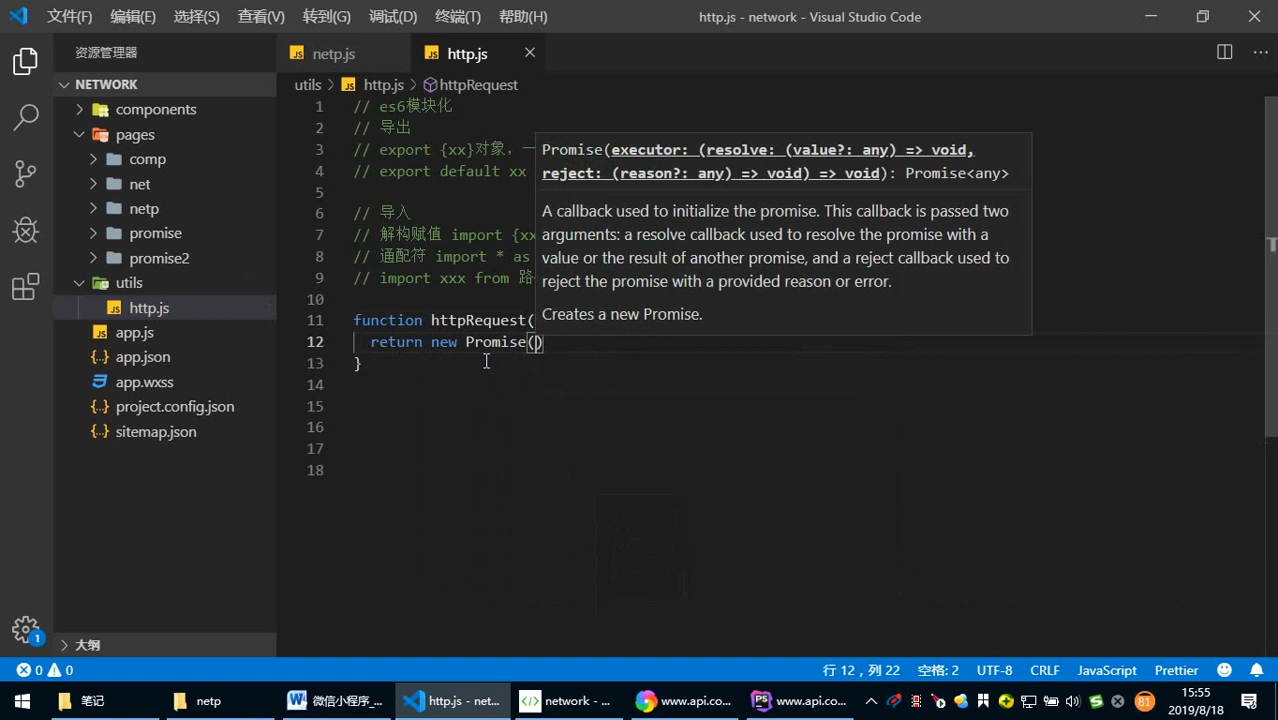 文件(F) 编辑(E) 选择(S) 查看(V) 转到(G) 调试(D) 终端(T) 帮助(H) http.js - network - Visual Studio Code
资源管理器
JS netp.js
JS http.js
NETWORK
utils
JS http.js
httpRequest
components
pages
comp
net
netp
promise
promise2
utils
JS http.js
JS app.js
{..} app.json
app.wxss
{..} project.config.json
{..} sitemap.json
大纲
1 // es6模块化
2 // 导出
3 // export {xx}对象，一
4 // export default xx
5
6 // 导入
7 // 解构赋值 import {xx
8 // 通配符 import * as
9 // import xxx from 路
10
11 function httpRequest(
12 return new Promise()
13 }
14
15
16
17
18
Promise(executor: (resolve: (value?: any) => void,
reject: (reason?: any) => void) => void): Promise<any>
A callback used to initialize the promise. This callback is passed two
arguments: a resolve callback used to resolve the promise with a
value or the result of another promise, and a reject callback used to
reject the promise with a provided reason or error.
Creates a new Promise.
1
0 0 行 12，列 22 空格: 2 UTF-8 CRLF JavaScript Prettier
笔记 netp 微信小程序_... http.js - net... network - ... www.api.co... www.api.co... 81
15:55
2019/8/18